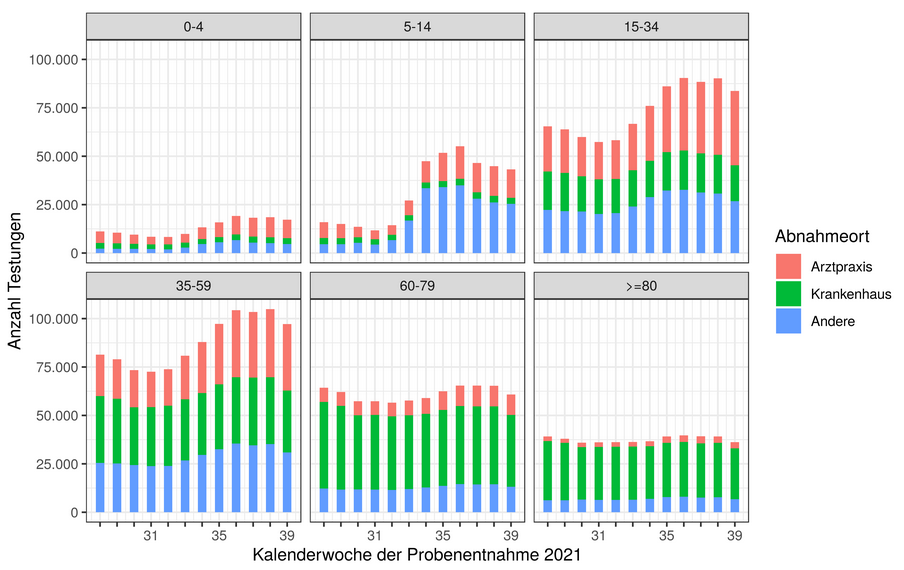 0-4 5-14 15-34
100.000
75.000
50.000
25.000
0
35-59 60-79 >=80
100.000
75.000
50.000
25.000
0
31 35 39 31 35 39 31 35 39
Kalenderwoche der Probenentnahme 2021
Anzahl Testungen
Abnahmeort
Arztpraxis
Krankenhaus
Andere